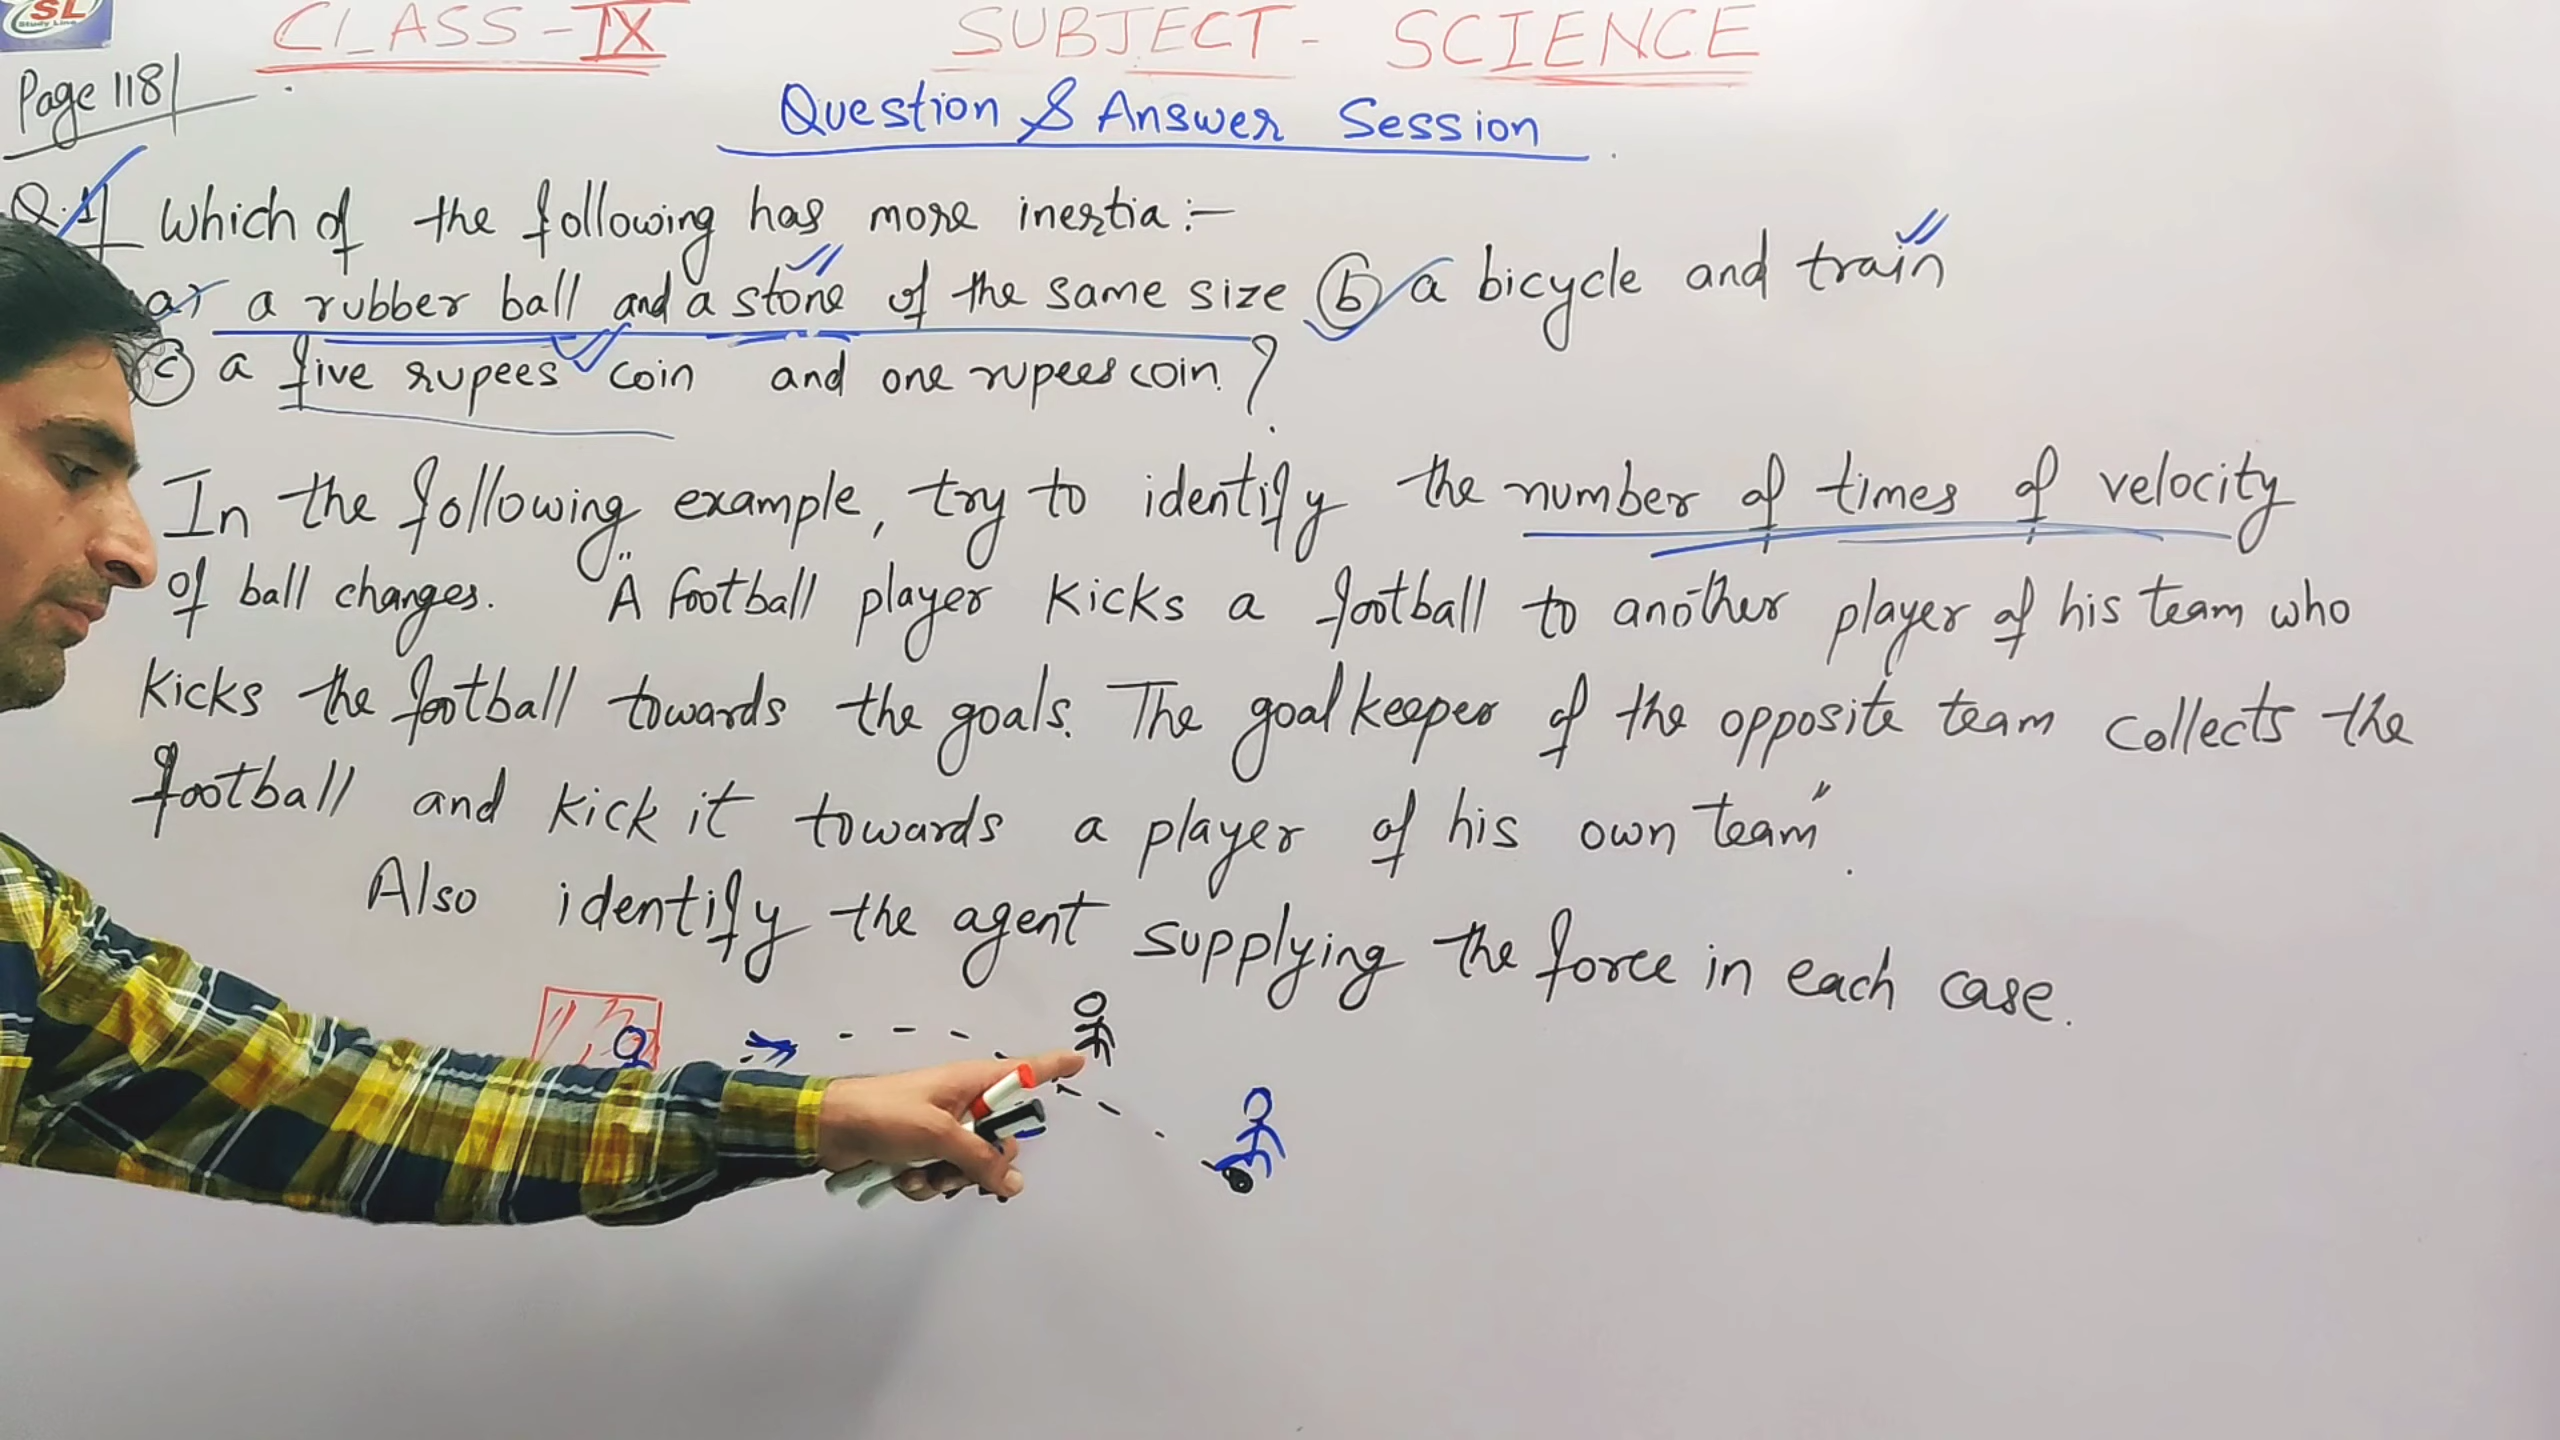 SL
Study Line
CLASS-IX SUBJECT - SCIENCE
Page 118
Question & Answer Session
Q.1 Which of the following has more inertia:-
a) a rubber ball and a stone of the same size (b) a bicycle and train
(c) a five rupees coin and one rupees coin ?
In the following example, try to identify the number of times of velocity
of ball changes. "A football player kicks a football to another player of his team who
kicks the football towards the goals. The goalkeeper of the opposite team collects the
football and kick it towards a player of his own team".
Also identify the agent supplying the force in each case.